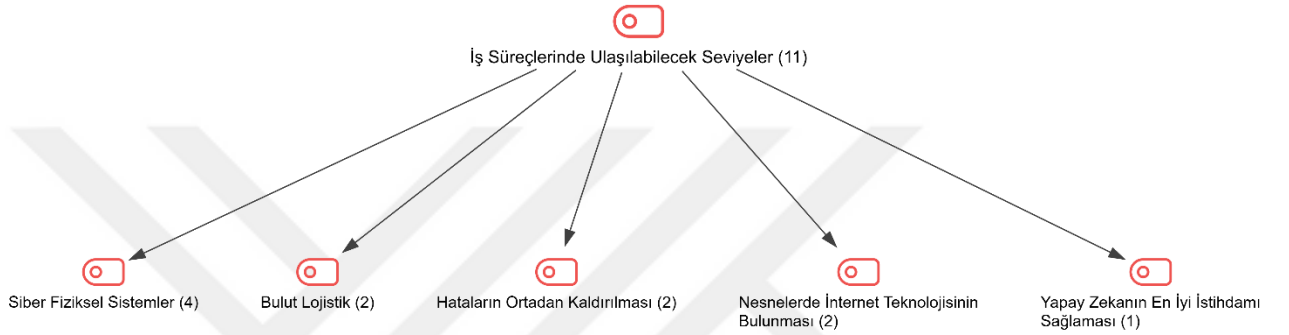 İş Süreçlerinde Ulaşılabilecek Seviyeler (11)
Siber Fiziksel Sistemler (4)
Bulut Lojistik (2)
Hataların Ortadan Kaldırılması (2)
Nesnelerde İnternet Teknolojisinin
Bulunması (2)
Yapay Zekanın En İyi İstihdamı
Sağlaması (1)